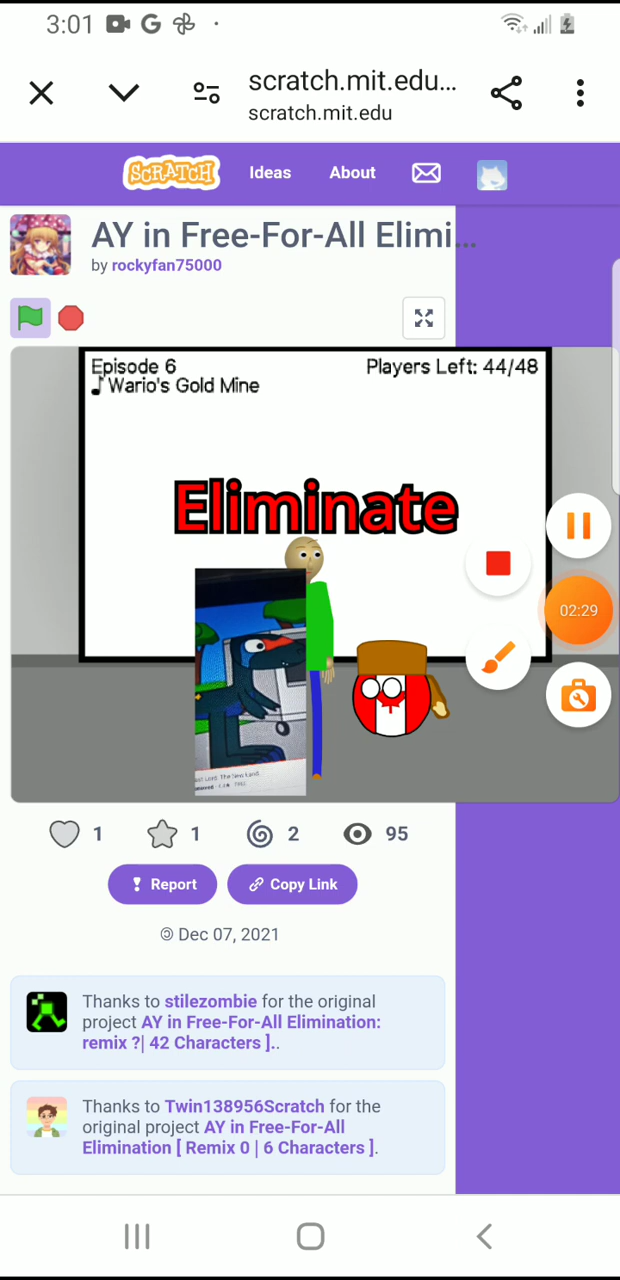 3:01
scratch.mit.edu...
scratch.mit.edu
SCRATCH
Ideas
About
AY in Free-For-All Elimi...
by rockyfan75000
Episode 6
Players Left: 44/48
Wario's Gold Mine
Eliminate
02:29
1
1
2
95
Report
Copy Link
Dec 07, 2021
Thanks to stilezombie for the original
project AY in Free-For-All Elimination:
remix ?| 42 Characters ]..
Thanks to Twin138956Scratch for the
original project AY in Free-For-All
Elimination [ Remix 0 | 6 Characters ].